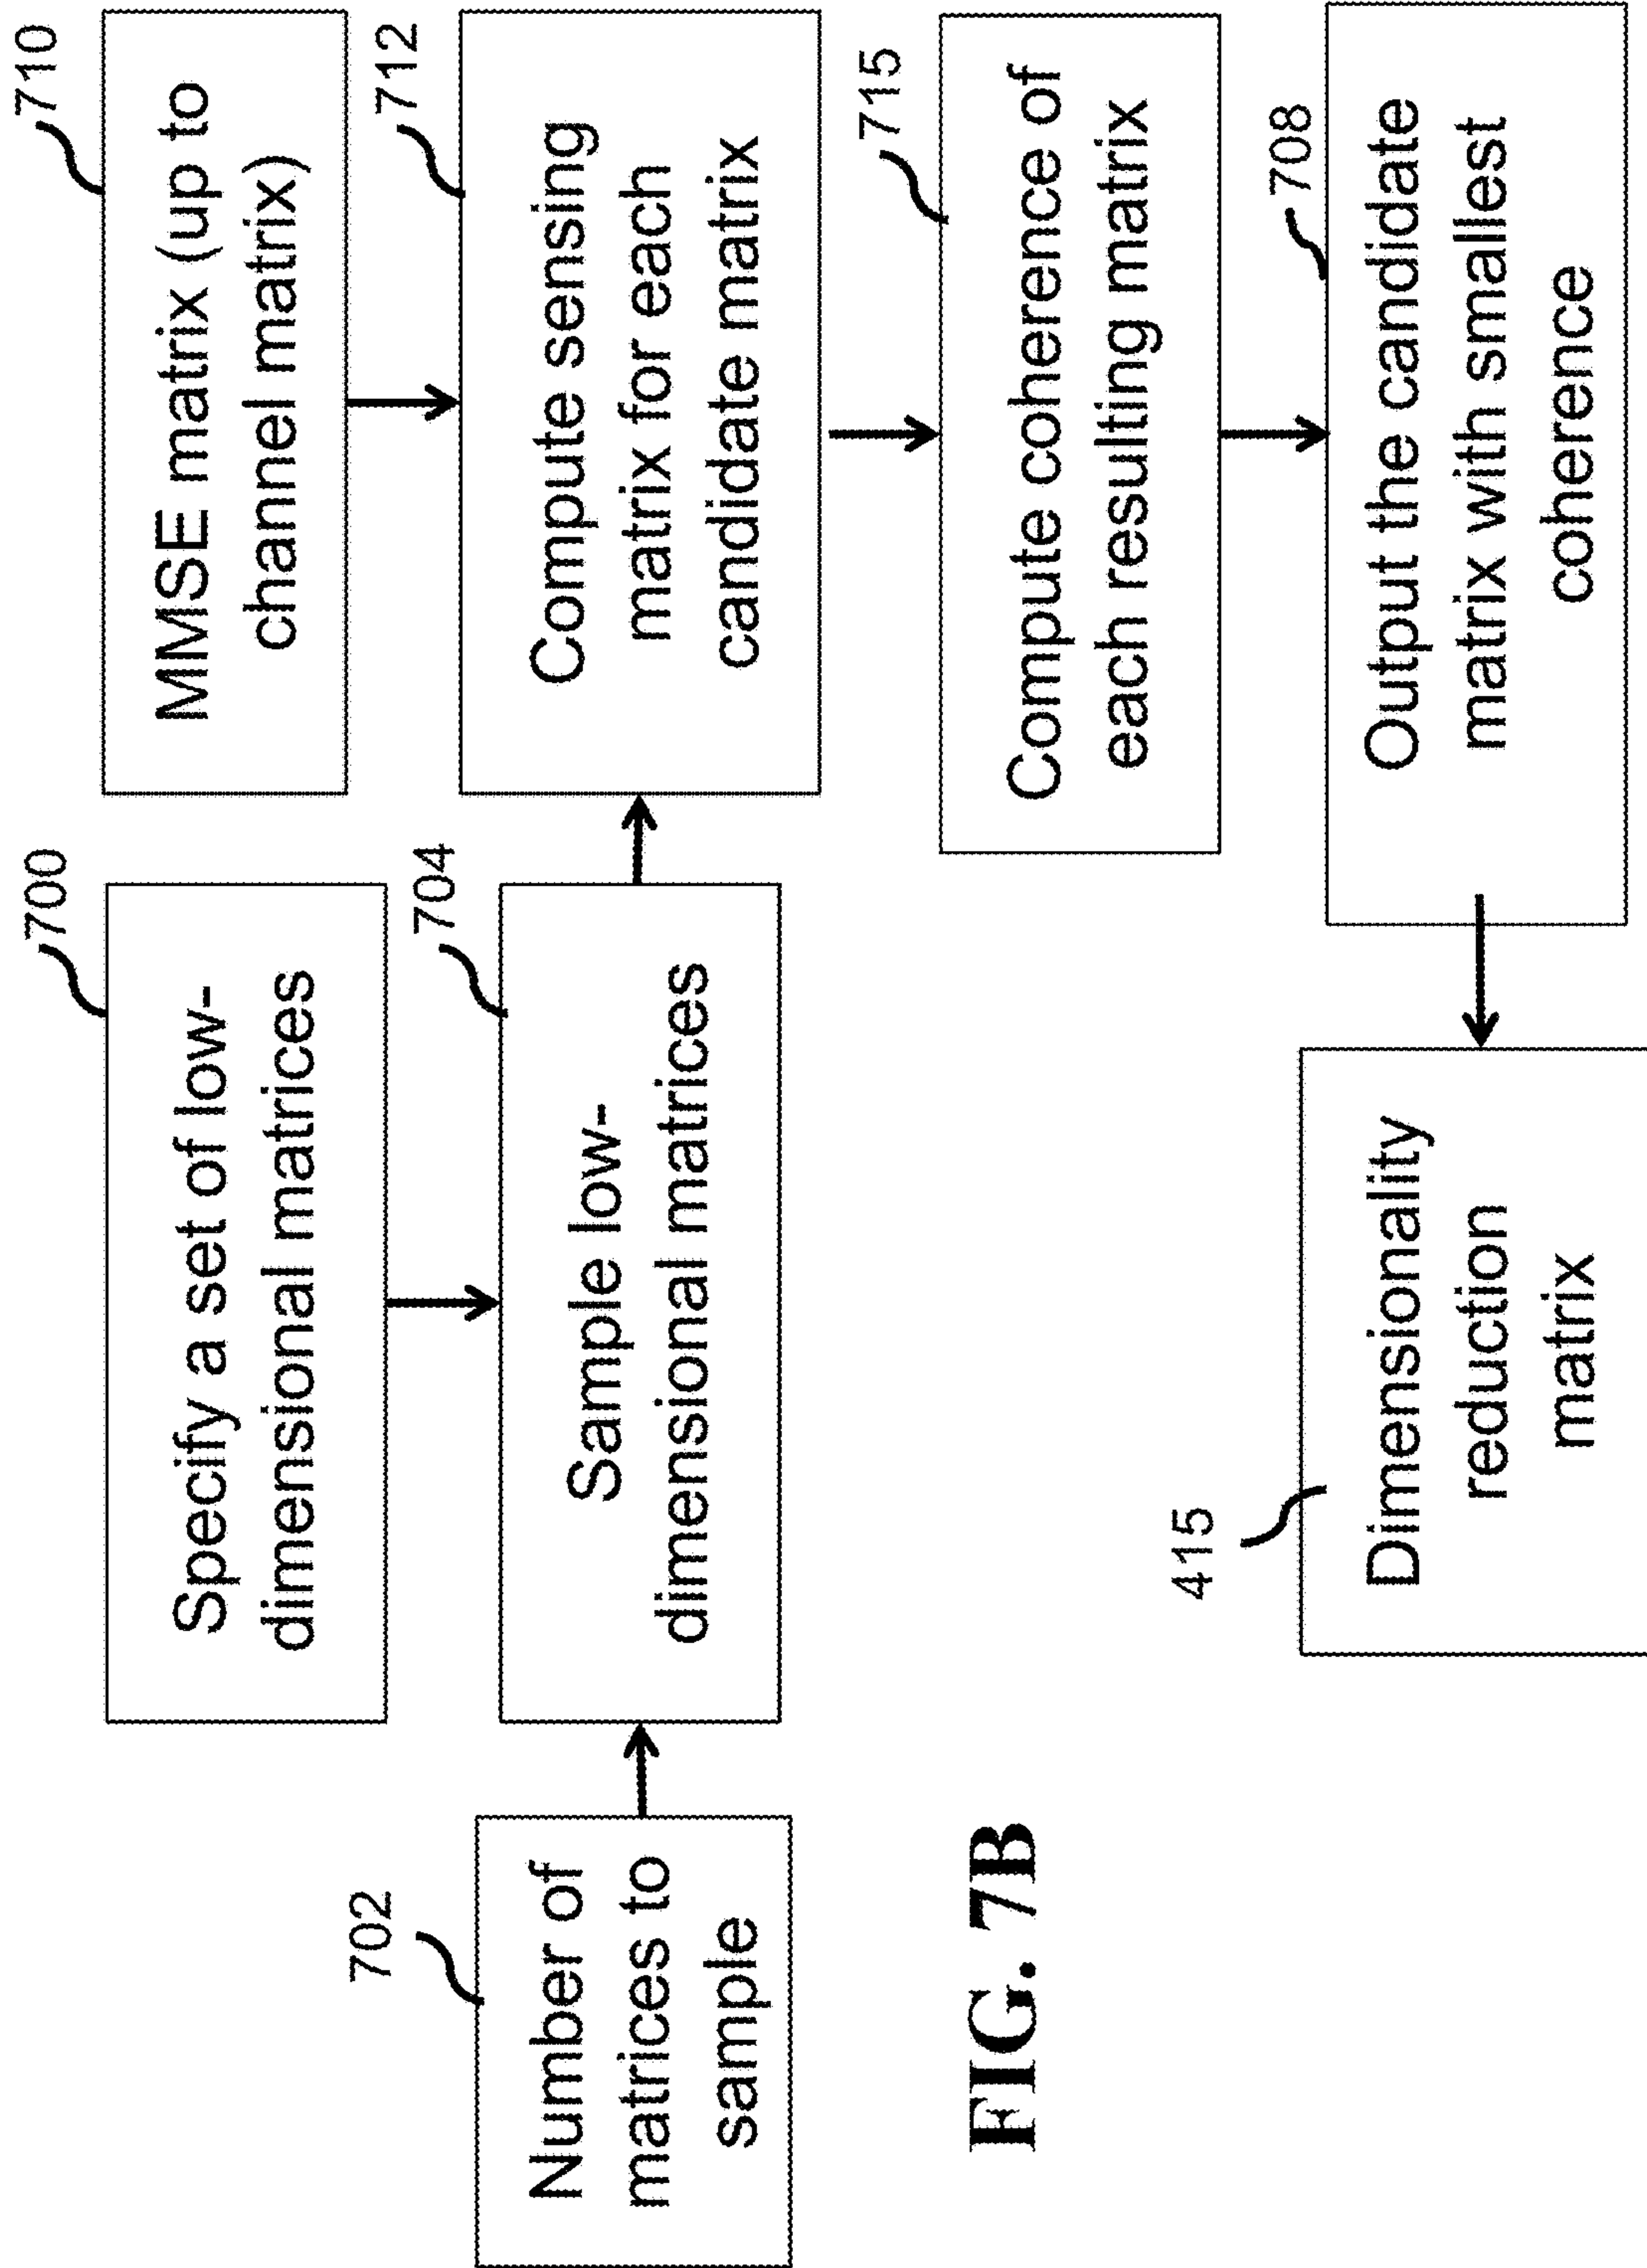 700
Specify a set of low-
dimensional matrices
710
MMSE matrix (up to
channel matrix)
702
Number of
matrices to
sample
704
Sample low-
dimensional matrices
712
Compute sensing
matrix for each
candidate matrix
715
Compute coherence of
each resulting matrix
708
Output the candidate
matrix with smallest
coherence
415
Dimensionality
reduction
matrix
FIG. 7B